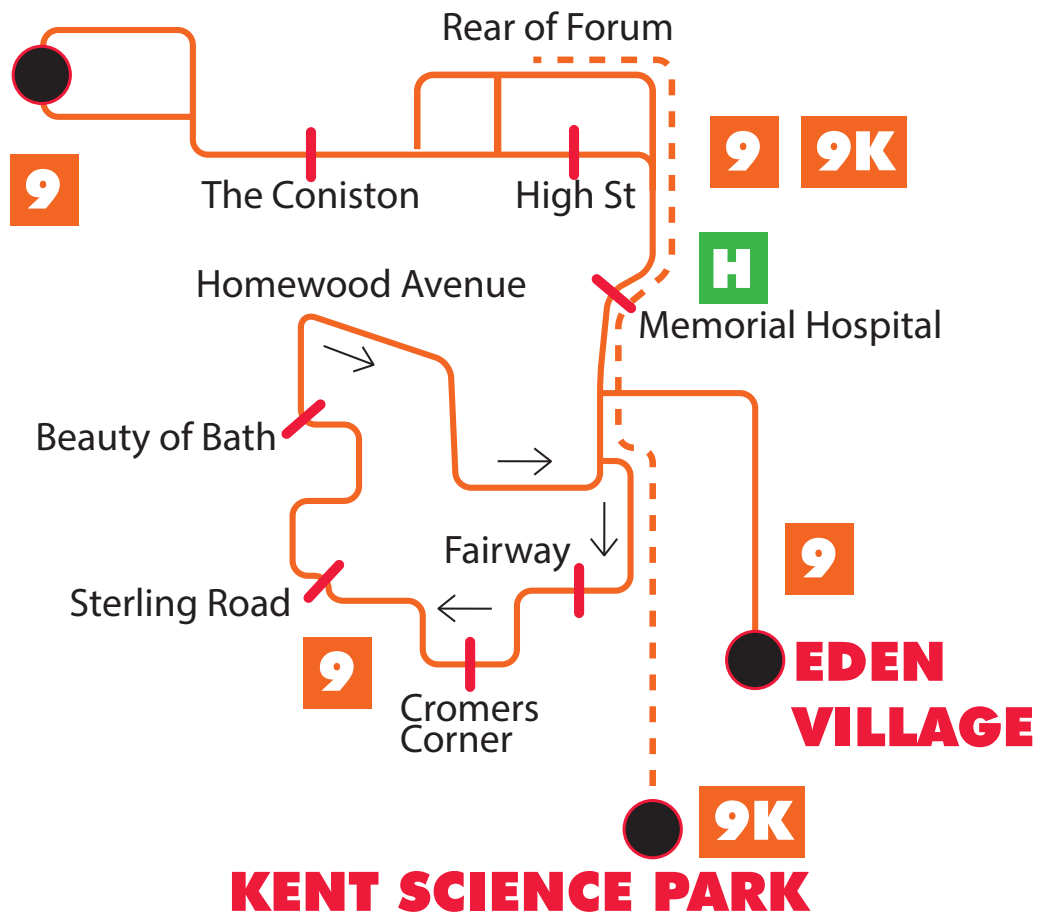 Rear of Forum
9
9K
9
The Coniston
High St
H
Homewood Avenue
Memorial Hospital
Beauty of Bath
Fairway
9
Sterling Road
9
EDEN
VILLAGE
Cromers
Corner
9K
KENT SCIENCE PARK